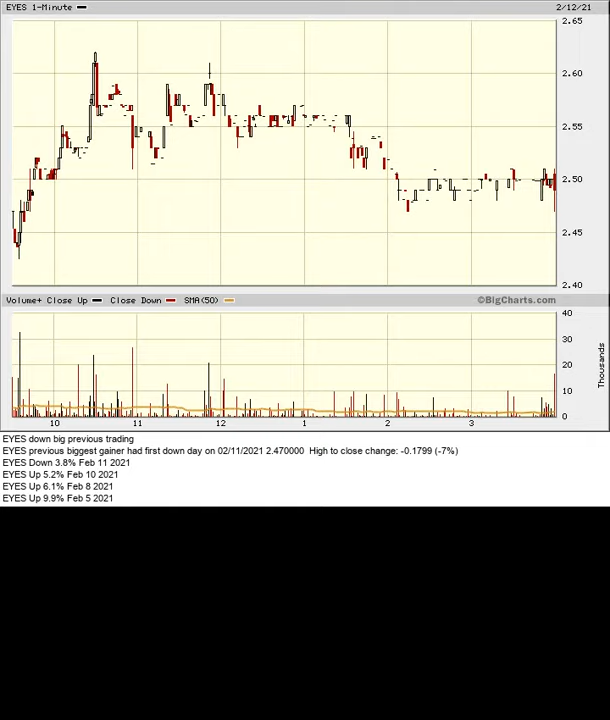 EYES 1-Minute 2/12/21
2.65
2.60
2.55
2.50
2.45
2.40
Volume+ Close Up Close Down SMA(50) ©BigCharts.com
40
30
20
10
0
Thousands
10 11 12 1 2 3
EYES down big previous trading
EYES previous biggest gainer had first down day on 02/11/2021 2.470000 High to close change: -0.1799 (-7%)
EYES Down 3.8% Feb 11 2021
EYES Up 5.2% Feb 10 2021
EYES Up 6.1% Feb 8 2021
EYES Up 9.9% Feb 5 2021